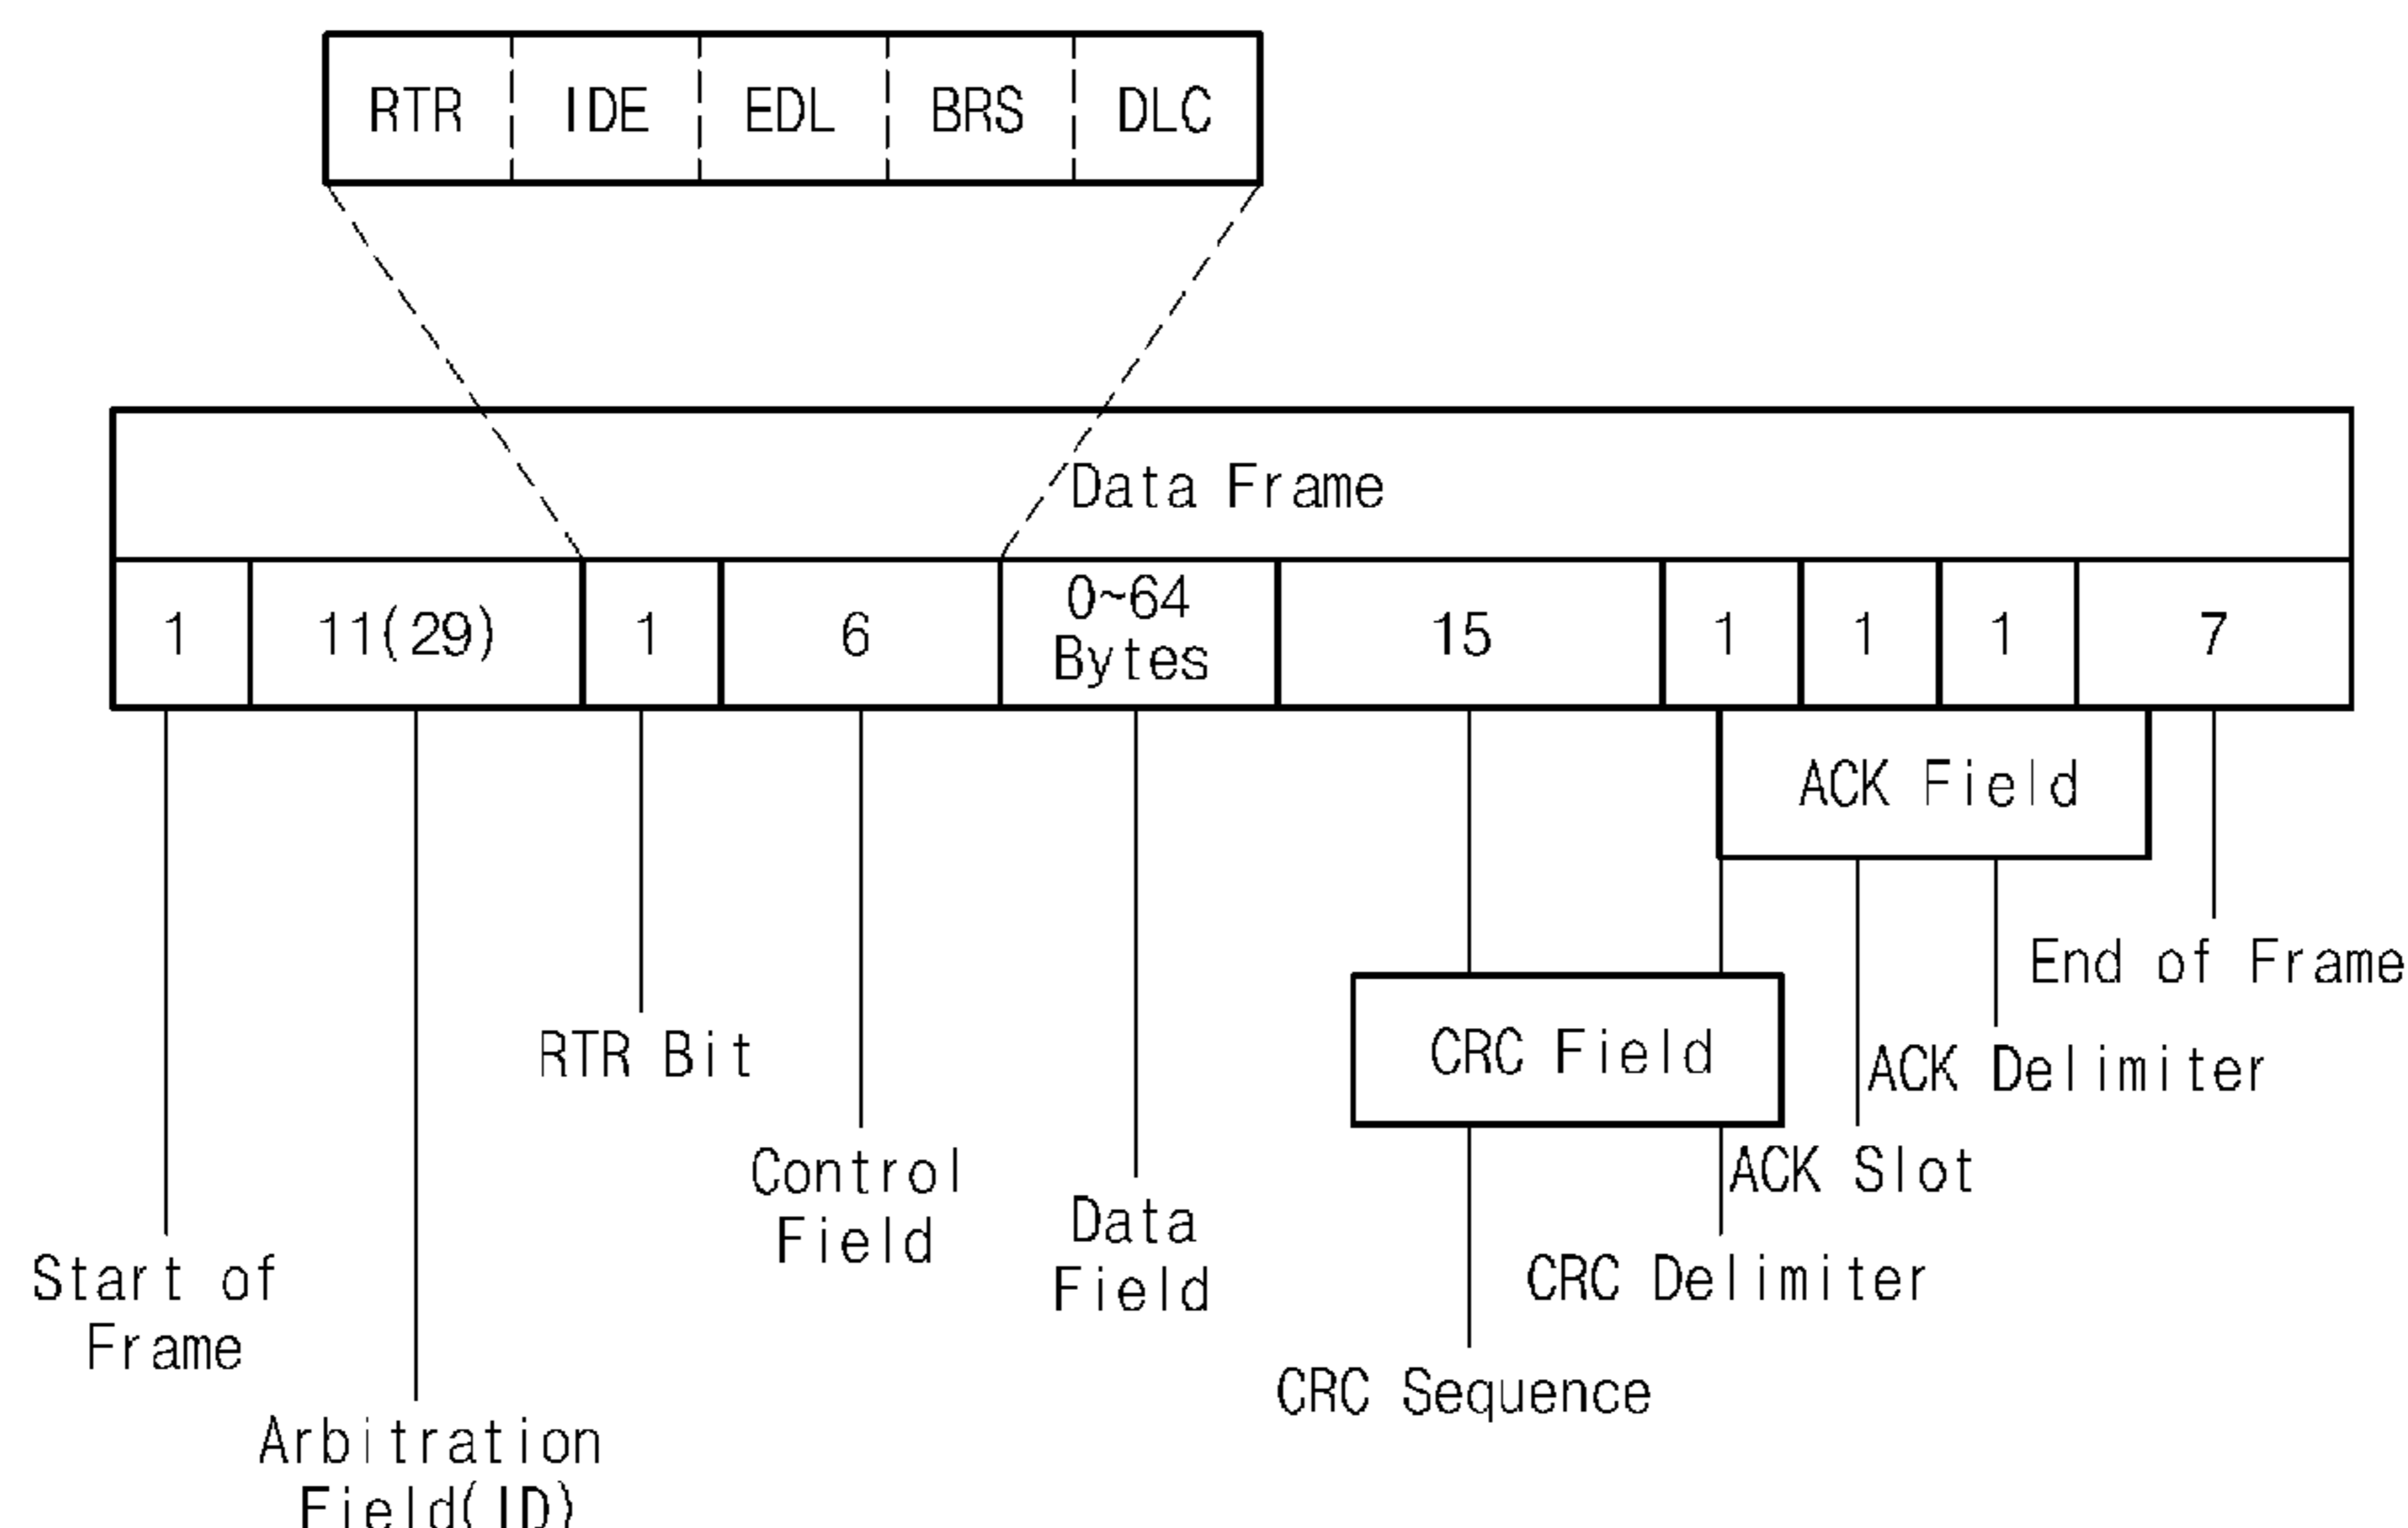 RTR IDE EDL BRS DLC
Data Frame
1 11(29) 1 6 0~64 15 1 1 1 7
Bytes
ACK Field
End of Frame
RTR Bit
CRC Field
ACK Delimiter
Control
Field
ACK Slot
Data
Field
Start of
Frame
CRC Delimiter
CRC Sequence
Arbitration
Field(ID)